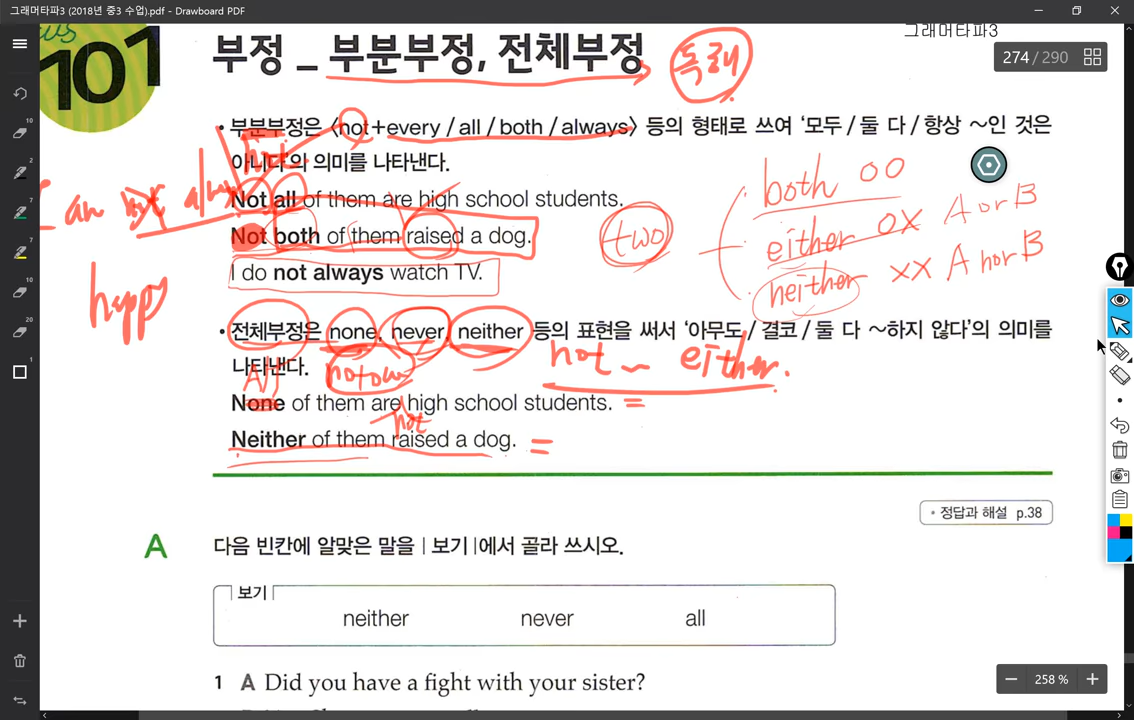 그래머타파3 (2018년 중3 수업).pdf - Drawboard PDF
그래머타파3
274 / 290
101
부정 _ 부분부정, 전체부정
독해
• 부분부정은 〈not+every / all / both / always〉 등의 형태로 쓰여 '모두 / 둘 다 / 항상 ~인 것은
아니다'의 의미를 나타낸다.
Not all of them are high school students.
Not both of them raised a dog.
I do not always watch TV.
am not always
happy
two
both OO
either OX A or B
neither XX A nor B
• 전체부정은 none, never, neither 등의 표현을 써서 '아무도 / 결코 / 둘 다 ~하지 않다'의 의미를
나타낸다.
not ~ either.
All
None of them are high school students. =
not
Neither of them raised a dog. =
• 정답과 해설 p.38
A 다음 빈칸에 알맞은 말을 | 보기 |에서 골라 쓰시오.
보기
neither never all
1 A Did you have a fight with your sister?
258 %